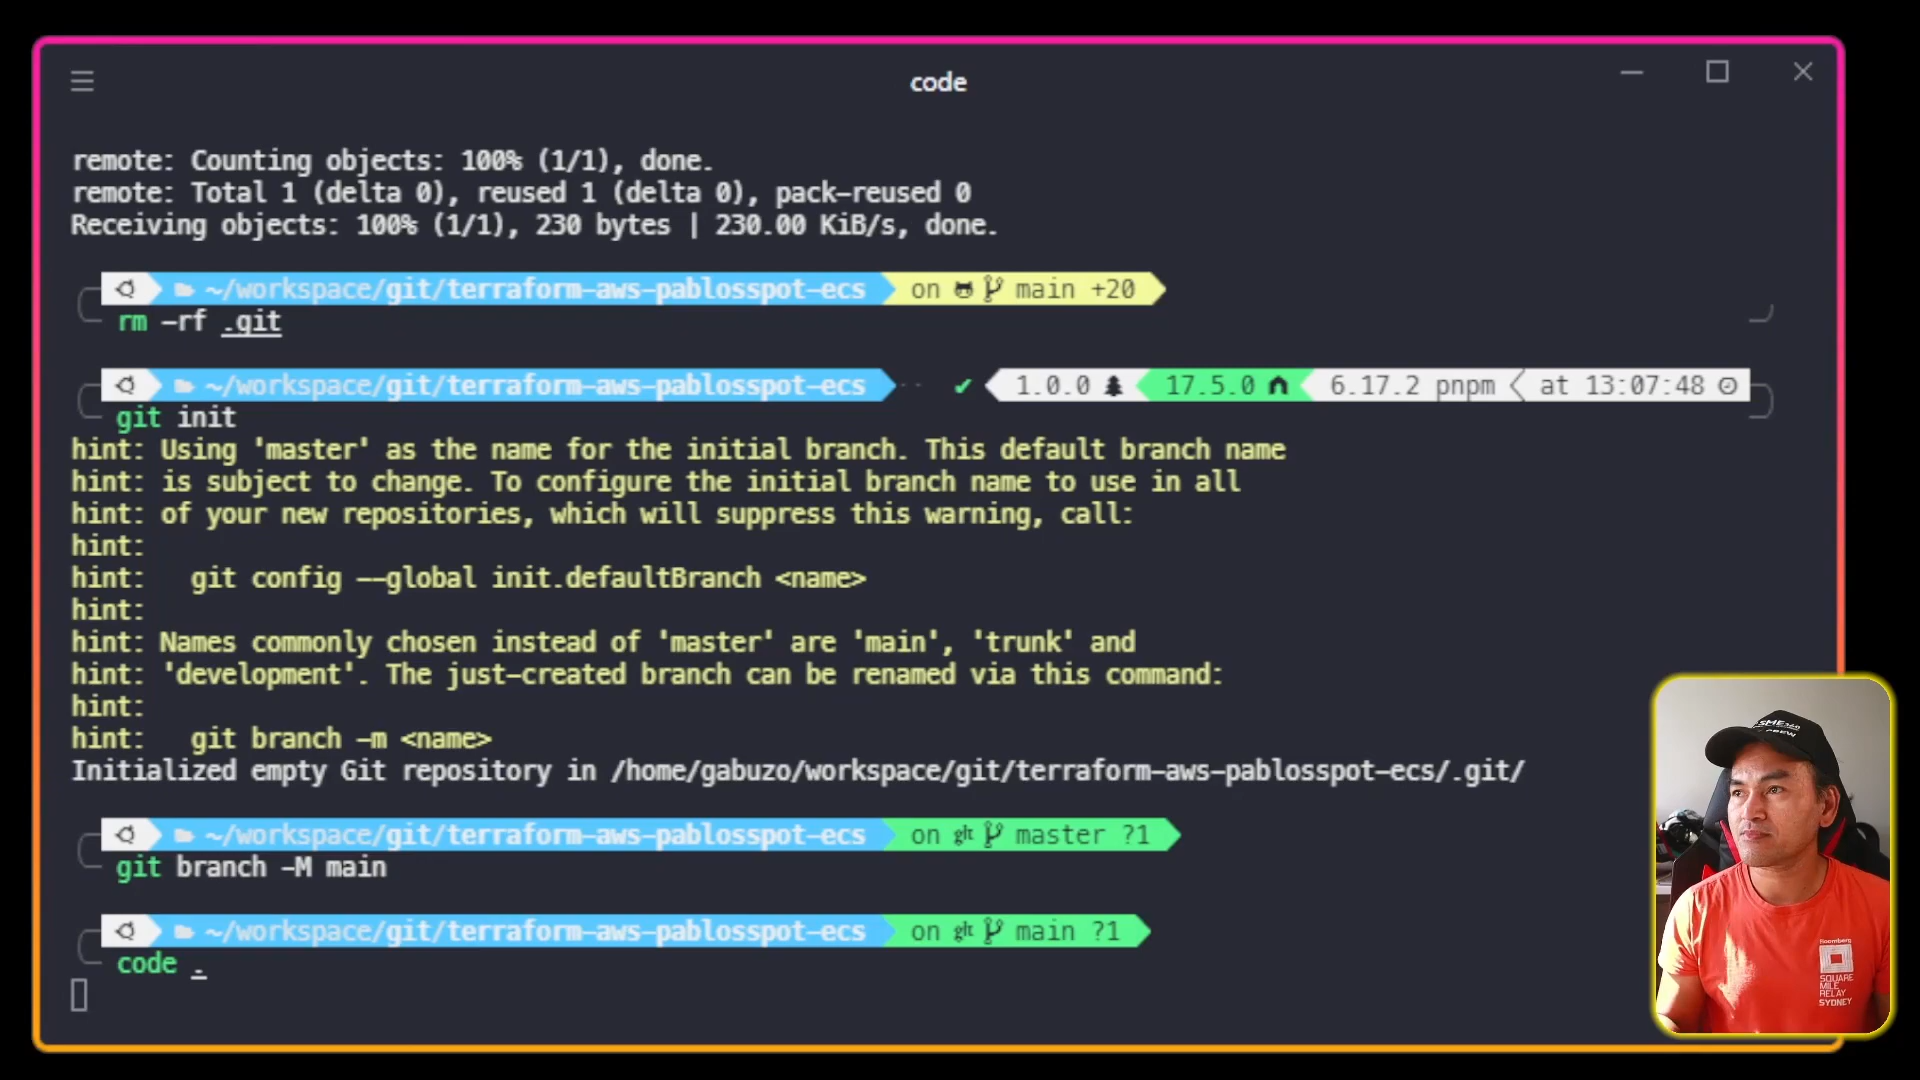 code
remote: Counting objects: 100% (1/1), done.
remote: Total 1 (delta 0), reused 1 (delta 0), pack-reused 0
Receiving objects: 100% (1/1), 230 bytes | 230.00 KiB/s, done.
~/workspace/git/terraform-aws-pablosspot-ecs on main +20
rm -rf .git
~/workspace/git/terraform-aws-pablosspot-ecs ✔ 1.0.0 17.5.0 6.17.2 pnpm at 13:07:48
git init
hint: Using 'master' as the name for the initial branch. This default branch name
hint: is subject to change. To configure the initial branch name to use in all
hint: of your new repositories, which will suppress this warning, call:
hint:
hint:   git config --global init.defaultBranch <name>
hint:
hint: Names commonly chosen instead of 'master' are 'main', 'trunk' and
hint: 'development'. The just-created branch can be renamed via this command:
hint:
hint:   git branch -m <name>
Initialized empty Git repository in /home/gabuzo/workspace/git/terraform-aws-pablosspot-ecs/.git/
~/workspace/git/terraform-aws-pablosspot-ecs on git master ?1
git branch -M main
~/workspace/git/terraform-aws-pablosspot-ecs on git main ?1
code .
CREW
Bloomberg
SQUARE
MILE
RELAY
SYDNEY